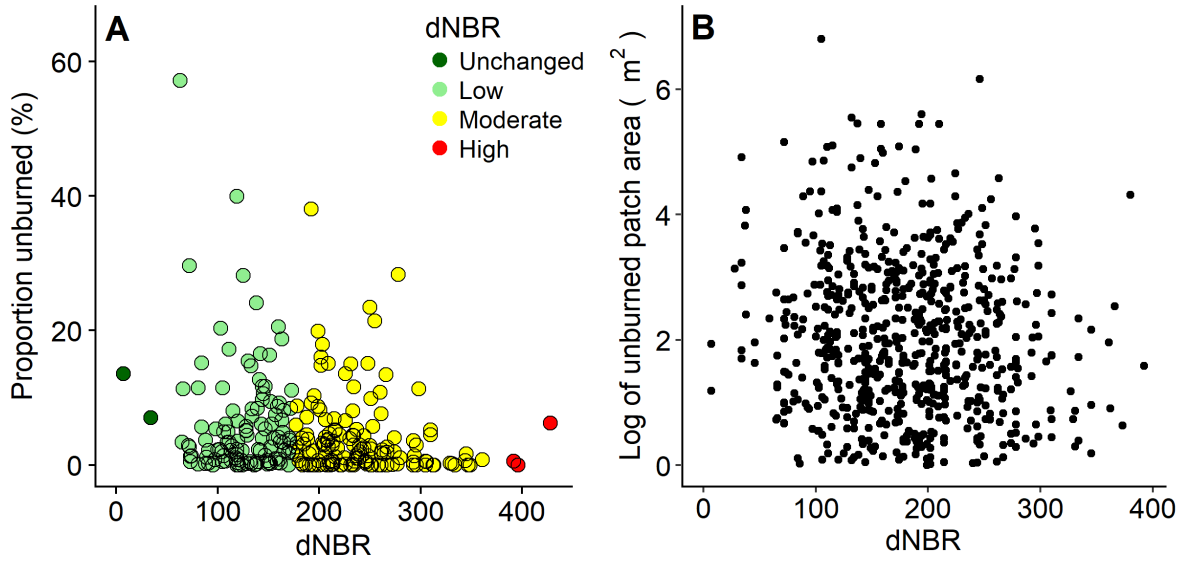 A
dNBR
Unchanged
Low
Moderate
High
60
40
20
0
Proportion unburned (%)
0 100 200 300 400
dNBR
B
6
4
2
0
Log of unburned patch area ( m²)
0 100 200 300 400
dNBR